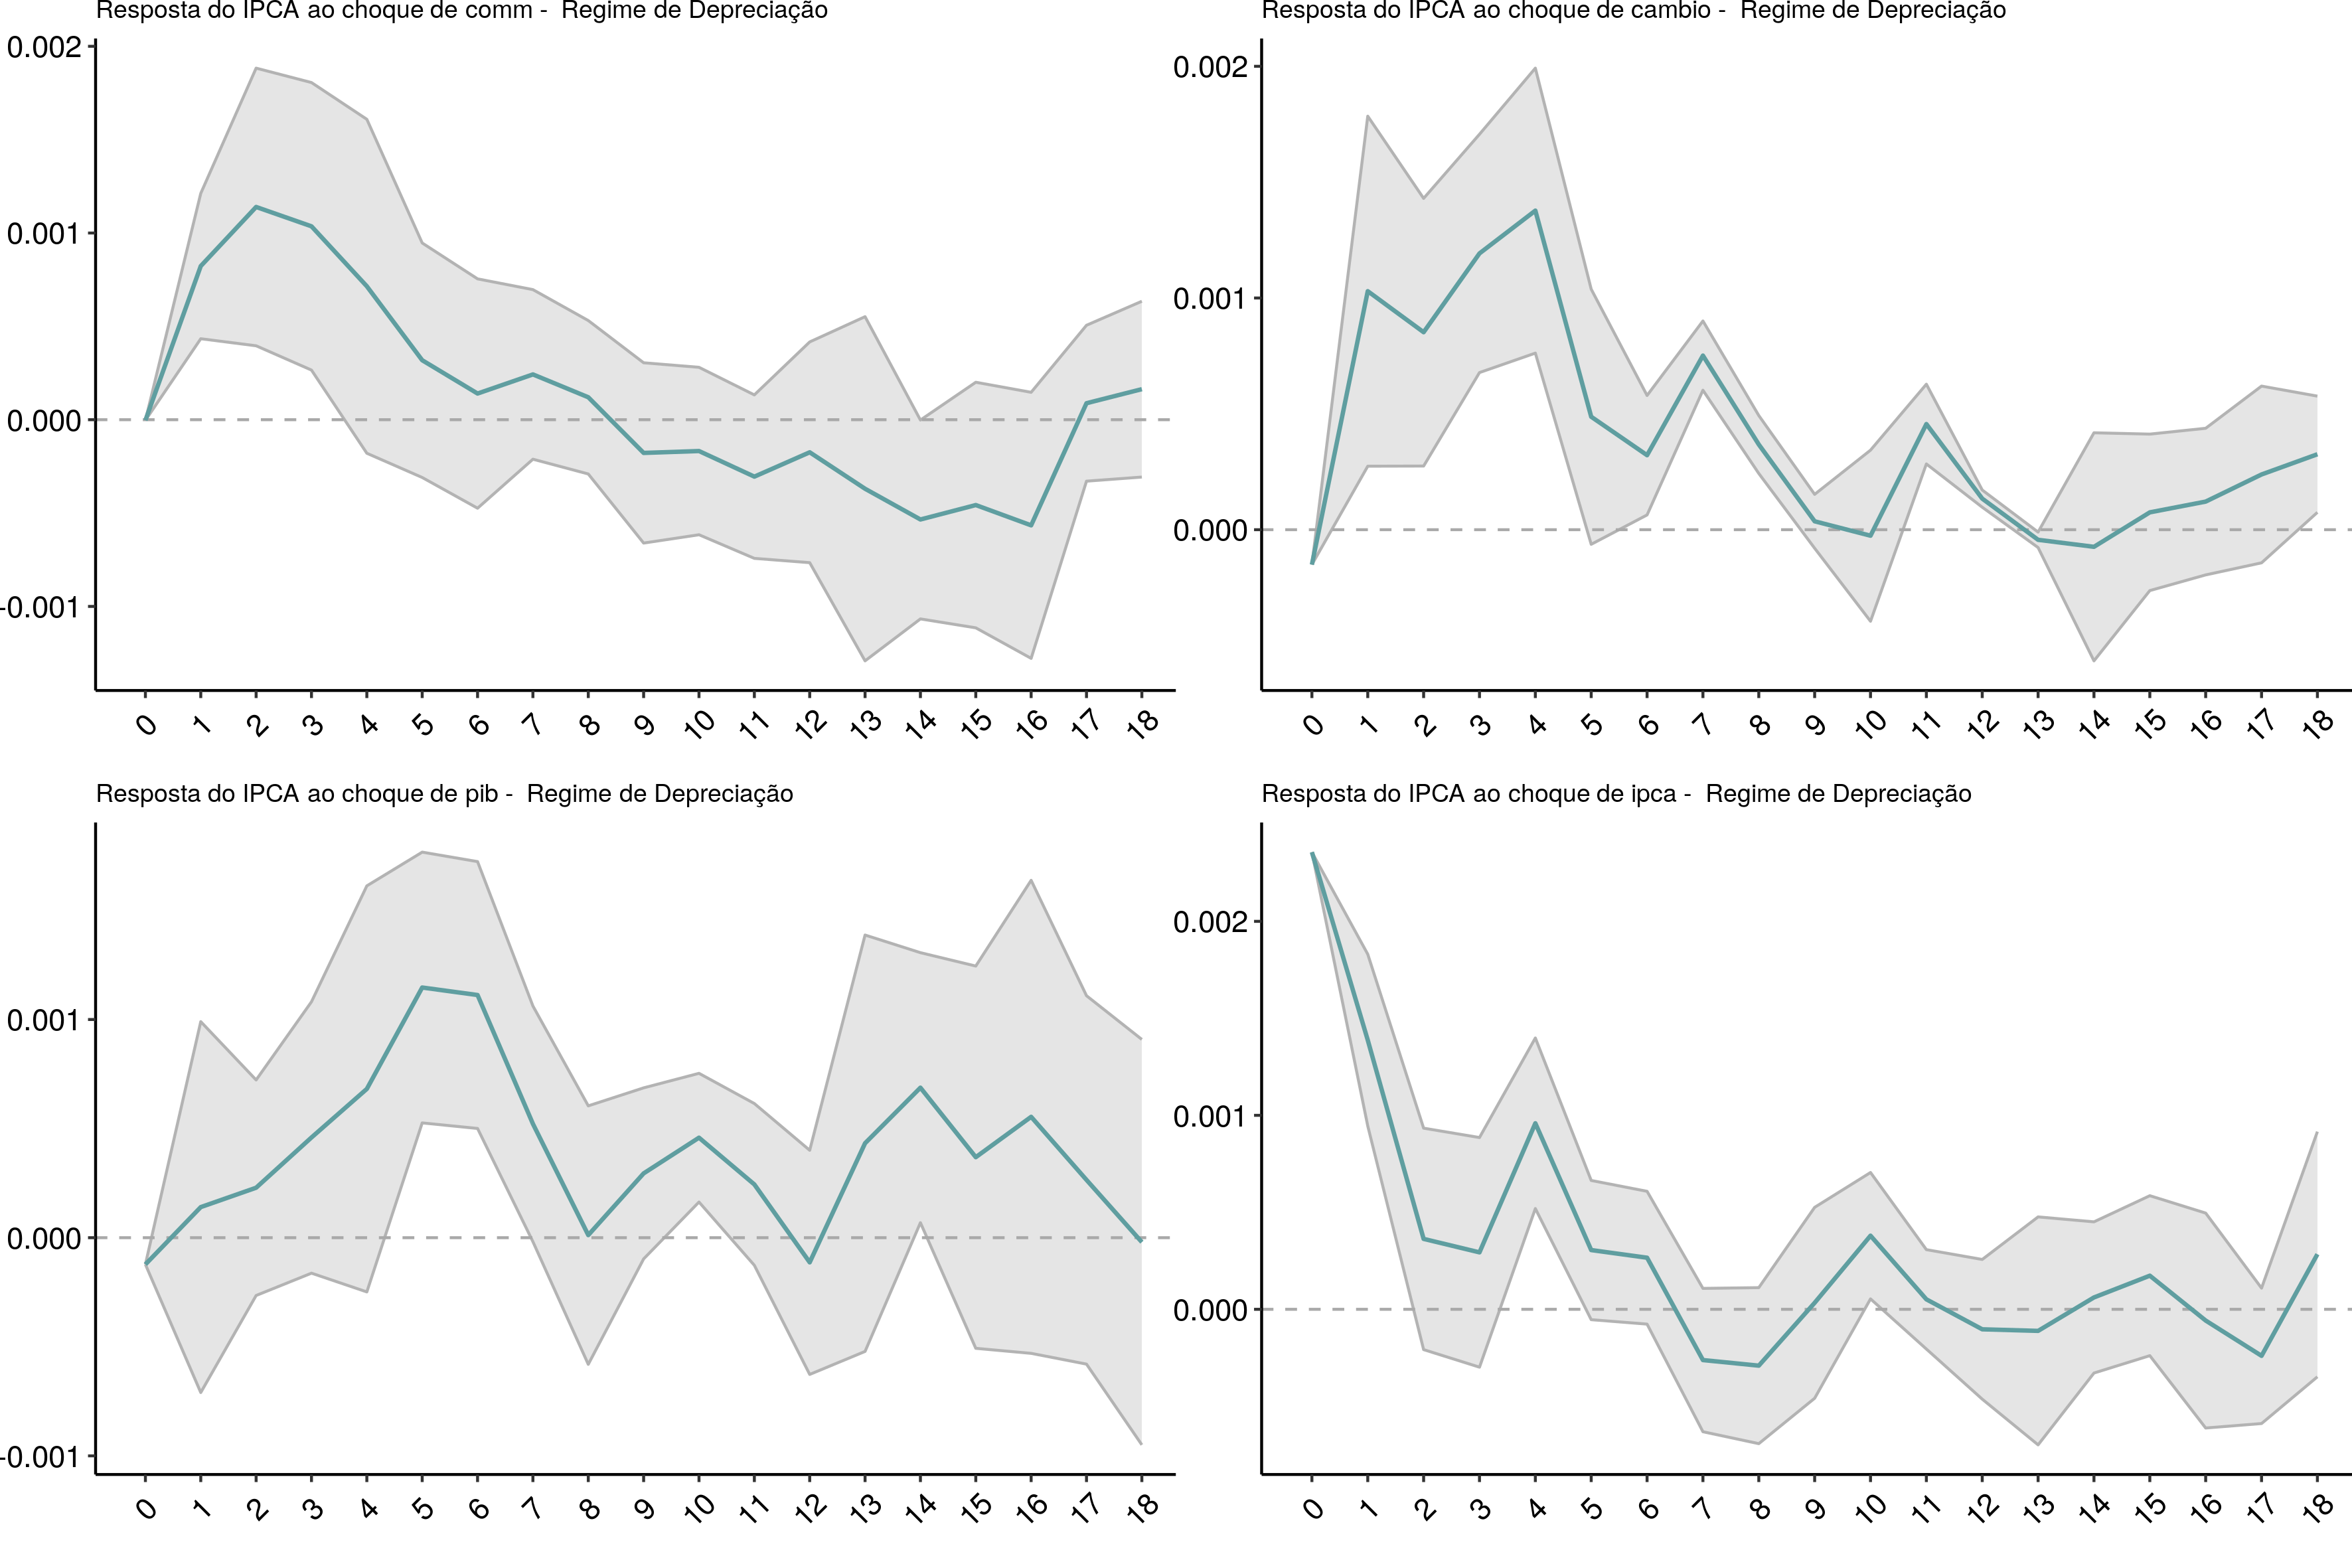 Resposta do IPCA ao choque de comm -  Regime de Depreciação
0.002
0.001
0.000
-0.001
0 1 2 3 4 5 6 7 8 9 10 11 12 13 14 15 16 17 18
Resposta do IPCA ao choque de cambio -  Regime de Depreciação
0.002
0.001
0.000
0 1 2 3 4 5 6 7 8 9 10 11 12 13 14 15 16 17 18
Resposta do IPCA ao choque de pib -  Regime de Depreciação
0.001
0.000
-0.001
0 1 2 3 4 5 6 7 8 9 10 11 12 13 14 15 16 17 18
Resposta do IPCA ao choque de ipca -  Regime de Depreciação
0.002
0.001
0.000
0 1 2 3 4 5 6 7 8 9 10 11 12 13 14 15 16 17 18